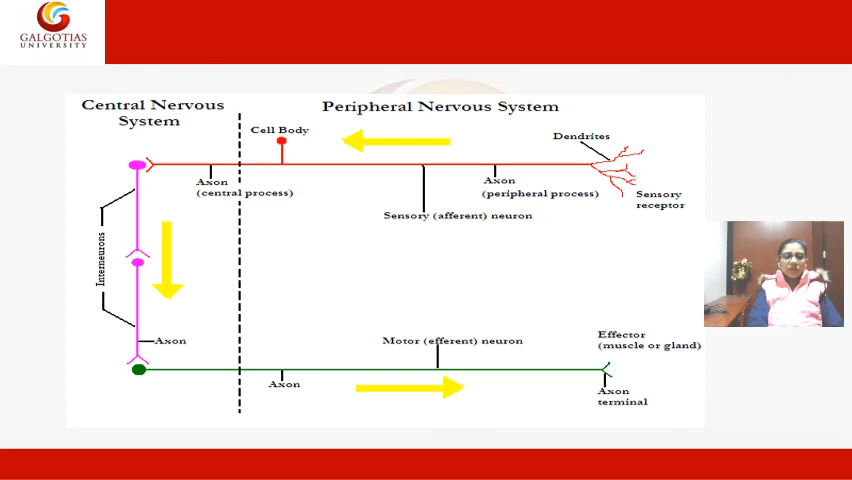 GALGOTIAS
UNIVERSITY
Central Nervous
System
Peripheral Nervous System
Cell Body
Dendrites
Axon
(central process)
Axon
(peripheral process)
Sensory
receptor
Sensory (afferent) neuron
Interneurons
Axon
Motor (efferent) neuron
Effector
(muscle or gland)
Axon
Axon
terminal